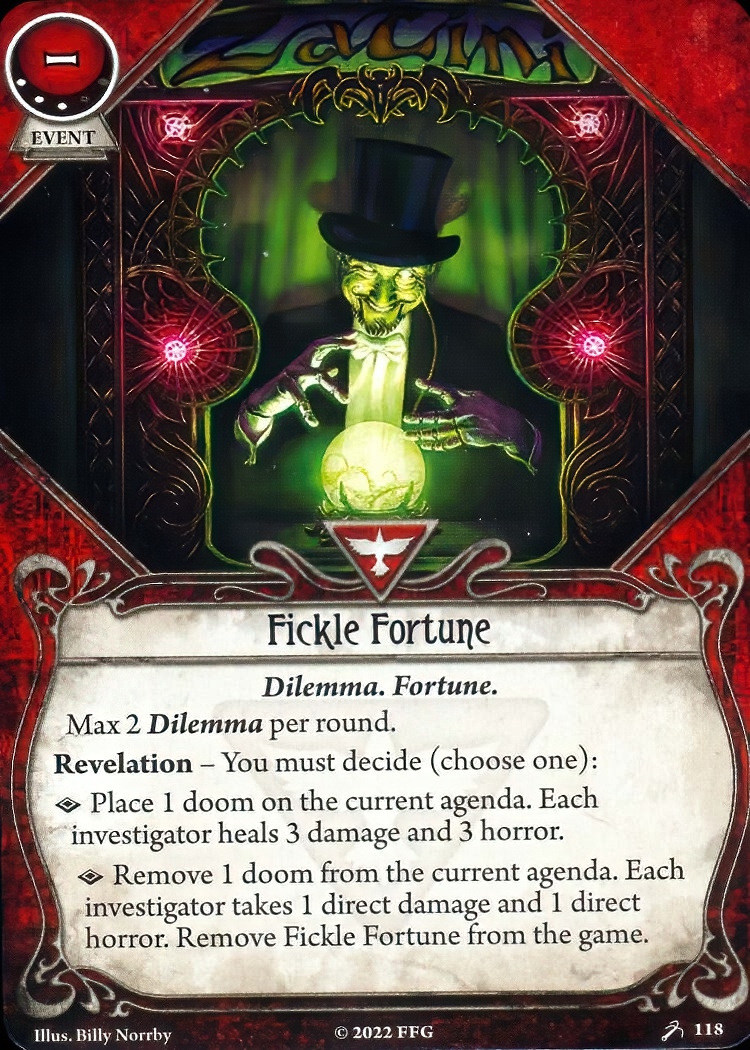 Zacini
–
EVENT
Fickle Fortune
Dilemma. Fortune.
Max 2 Dilemma per round.
Revelation – You must decide (choose one):
Place 1 doom on the current agenda. Each
investigator heals 3 damage and 3 horror.
Remove 1 doom from the current agenda. Each
investigator takes 1 direct damage and 1 direct
horror. Remove Fickle Fortune from the game.
Illus. Billy Norrby
© 2022 FFG
118